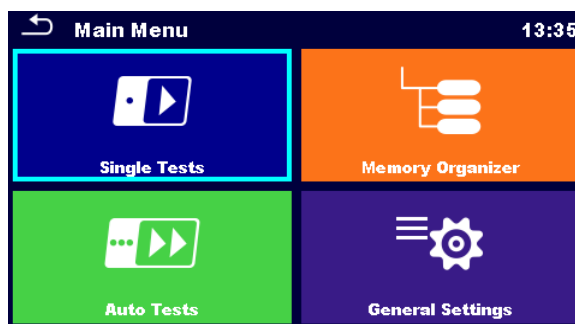 Main Menu 13:35
Single Tests
Memory Organizer
Auto Tests
General Settings